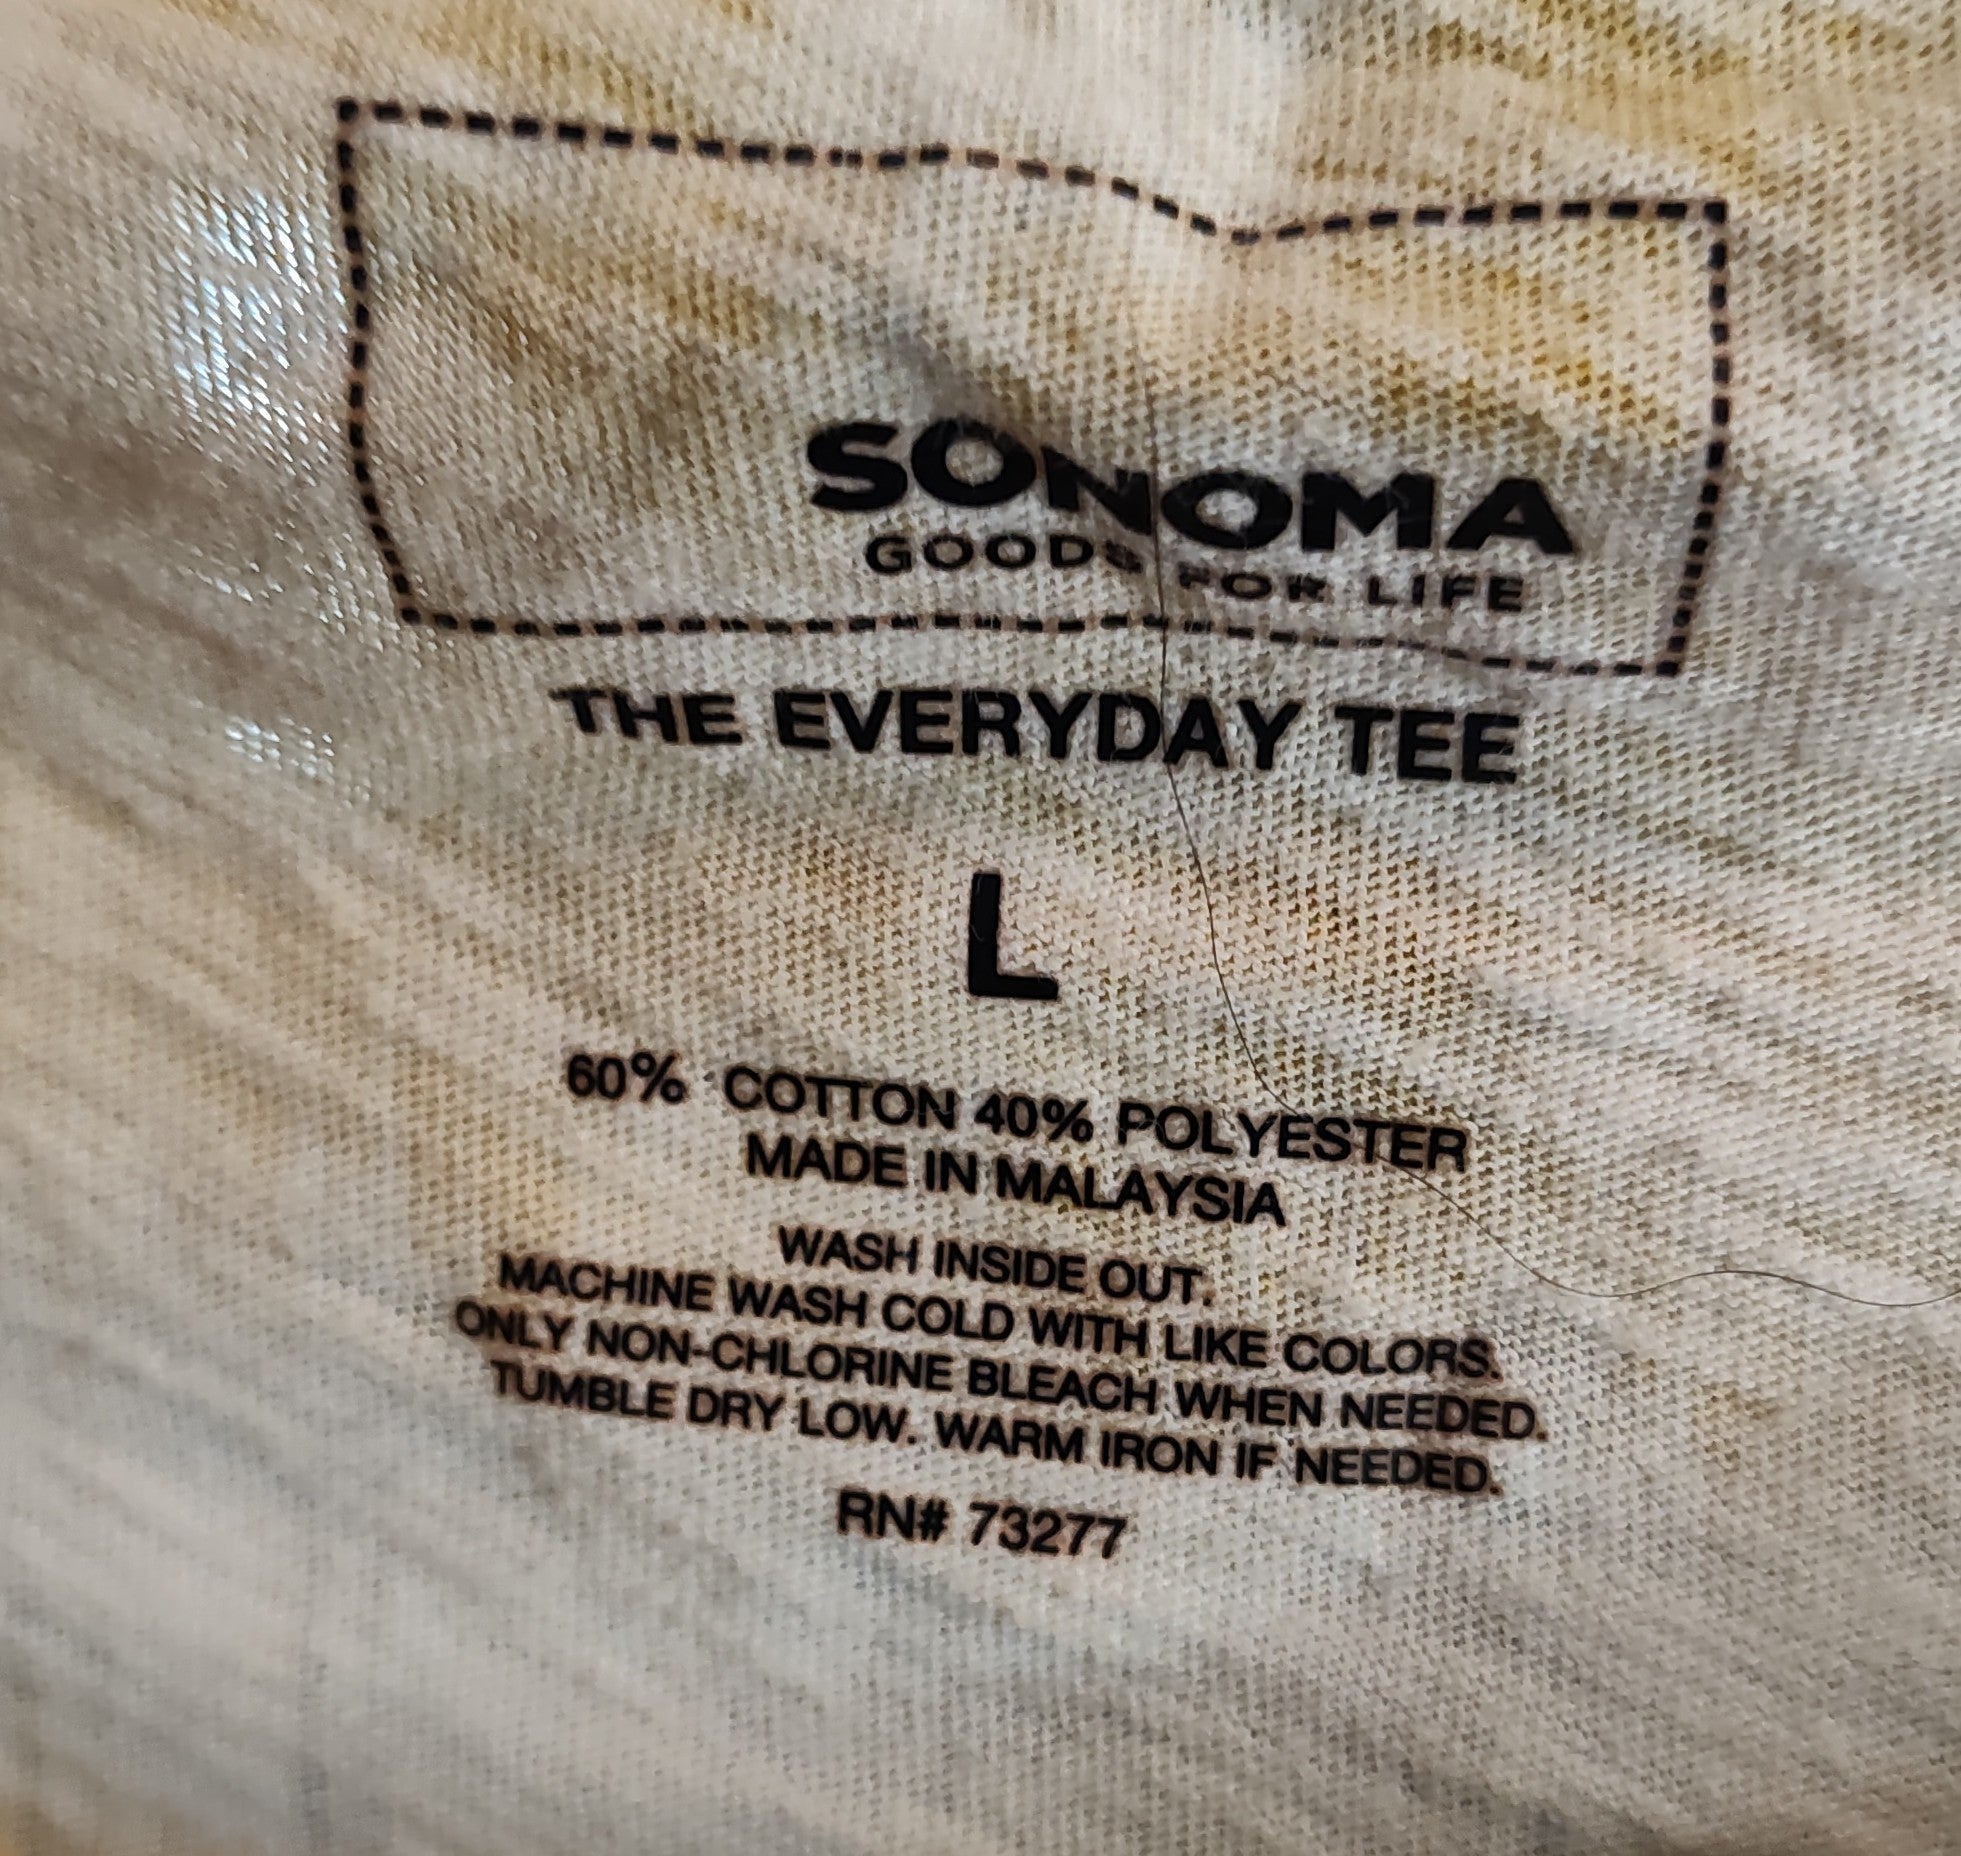 SONOMA
GOODS FOR LIFE
THE EVERYDAY TEE
L
60% COTTON 40% POLYESTER
MADE IN MALAYSIA
WASH INSIDE OUT.
MACHINE WASH COLD WITH LIKE COLORS.
ONLY NON-CHLORINE BLEACH WHEN NEEDED.
TUMBLE DRY LOW. WARM IRON IF NEEDED.
RN# 73277